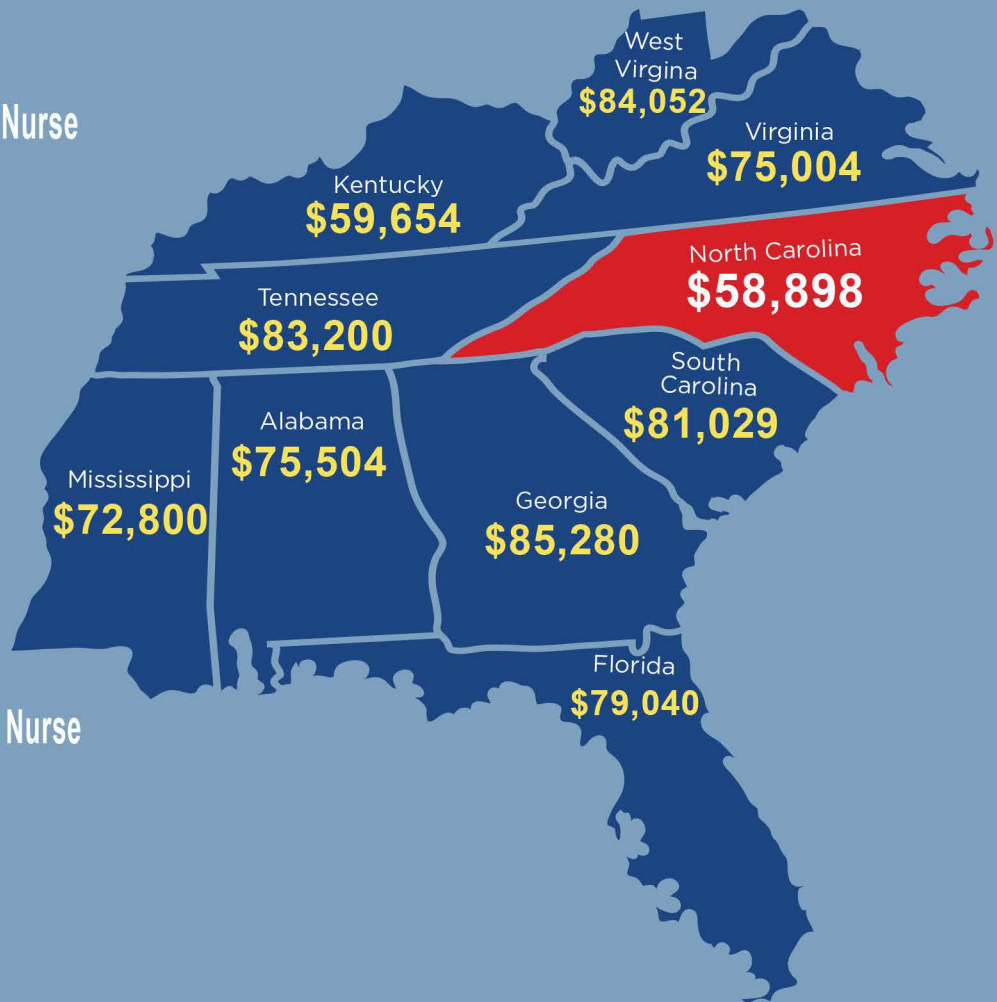 West
Virgina
$84,052
Nurse
Virginia
$75,004
Kentucky
$59,654
North Carolina
$58,898
Tennessee
$83,200
South
Carolina
$81,029
Alabama
$75,504
Mississippi
$72,800
Georgia
$85,280
Florida
$79,040
Nurse